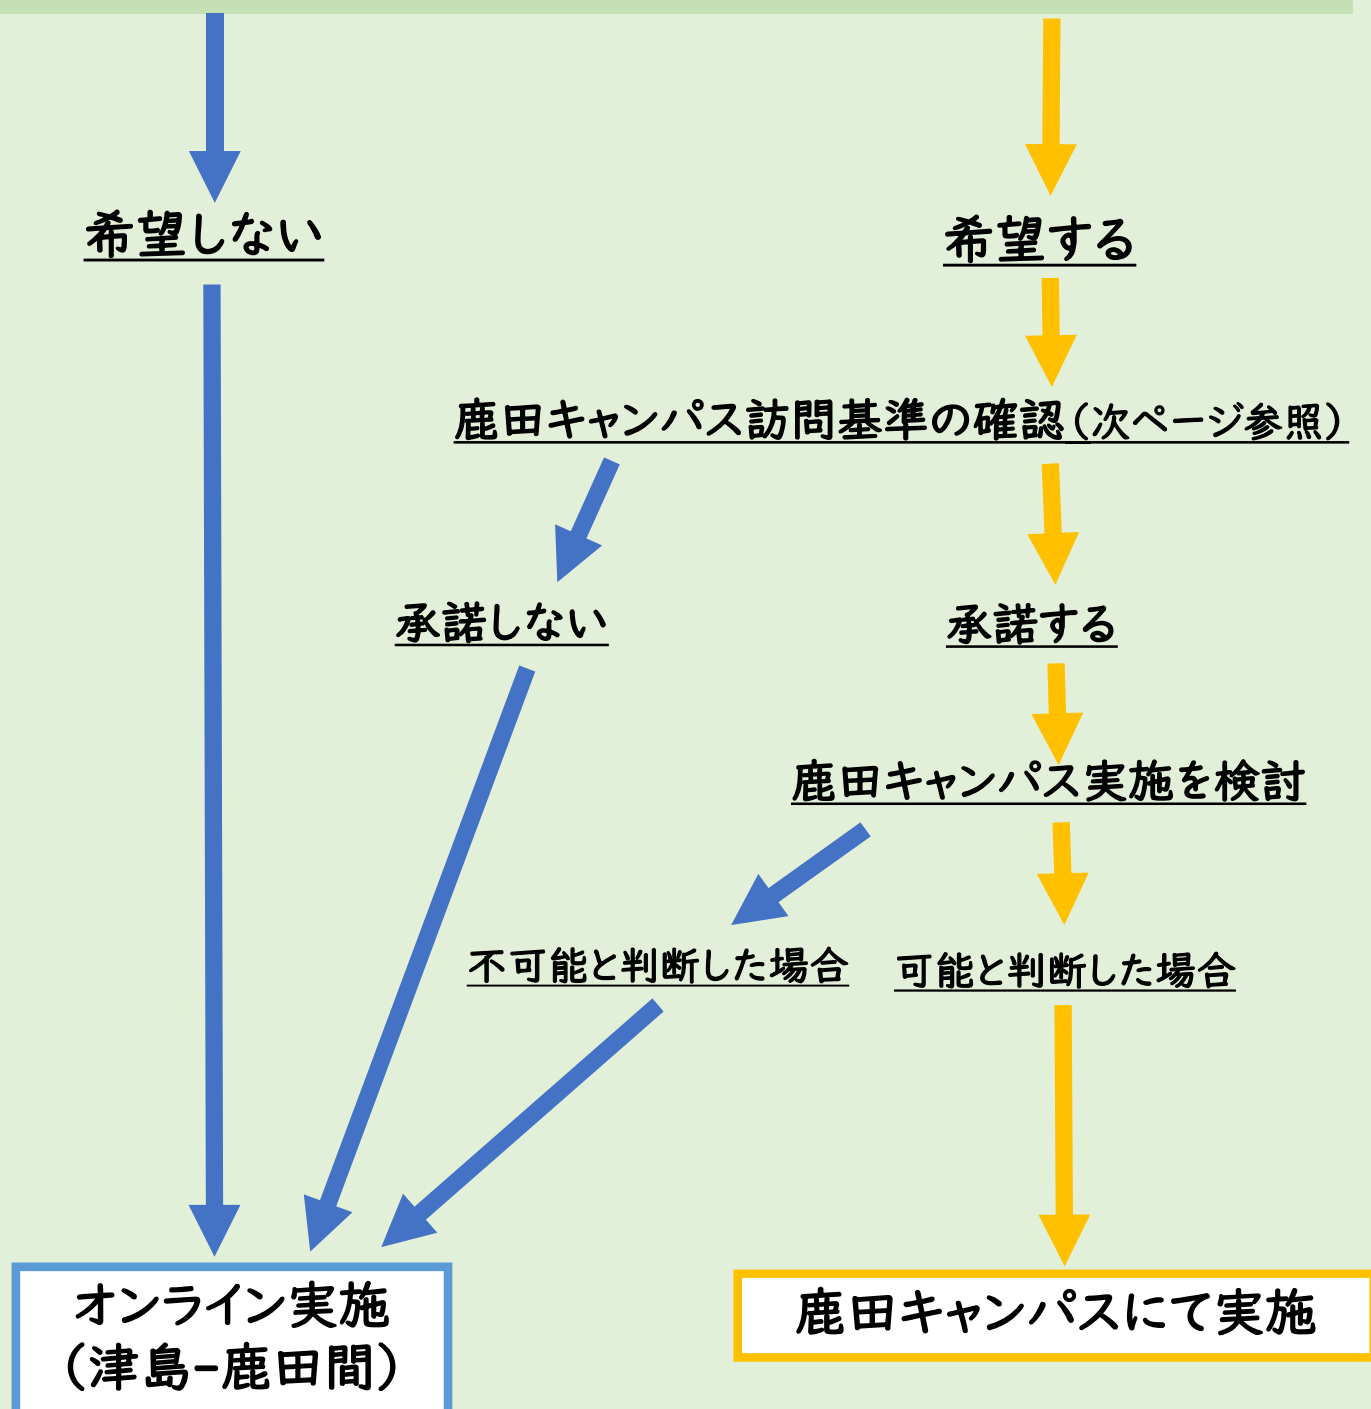 希望しない
希望する
鹿田キャンパス訪問基準の確認(次ページ参照)
承諾しない
承諾する
鹿田キャンパス実施を検討
不可能と判断した場合
可能と判断した場合
オンライン実施
(津島-鹿田間)
鹿田キャンパスにて実施